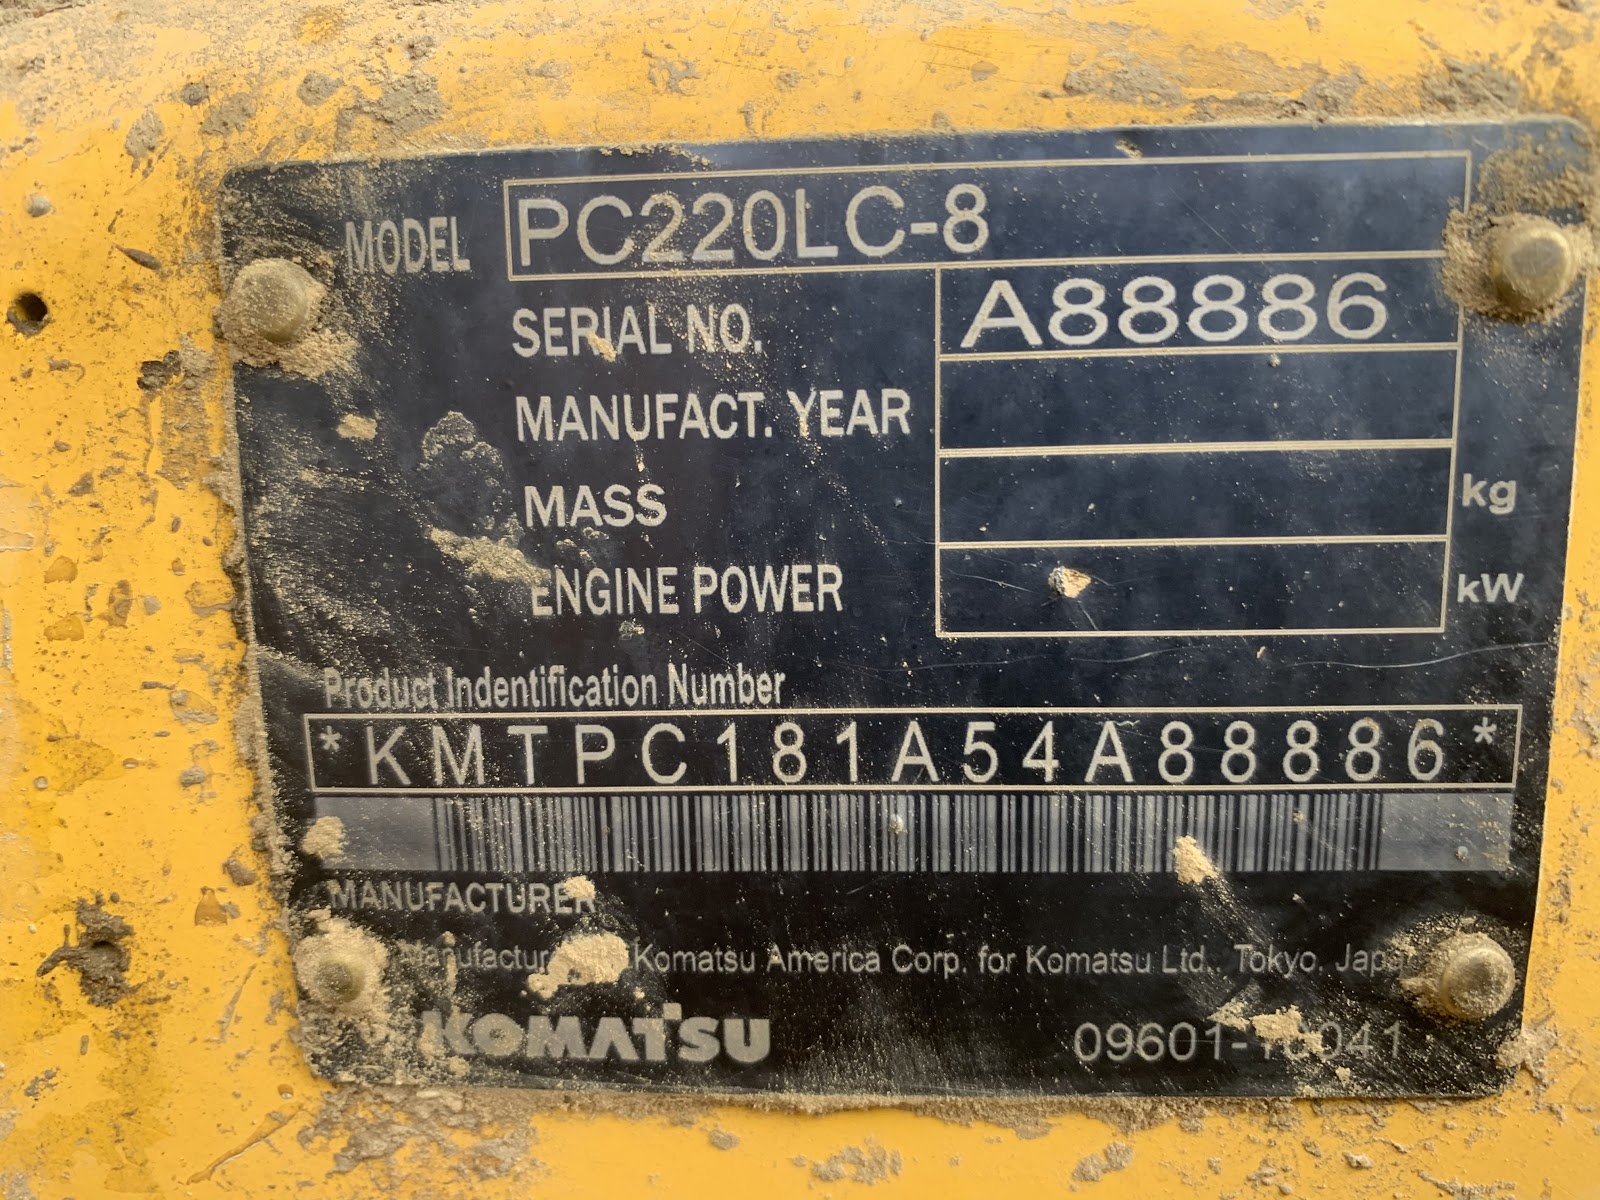 MODEL PC220LC-8
SERIAL NO. A88886
MANUFACT. YEAR
MASS kg
ENGINE POWER kW
Product Indentification Number
*KMTPC181A54A88886*
MANUFACTURER
Komatsu America Corp. for Komatsu Ltd., Tokyo,
KOMATSU